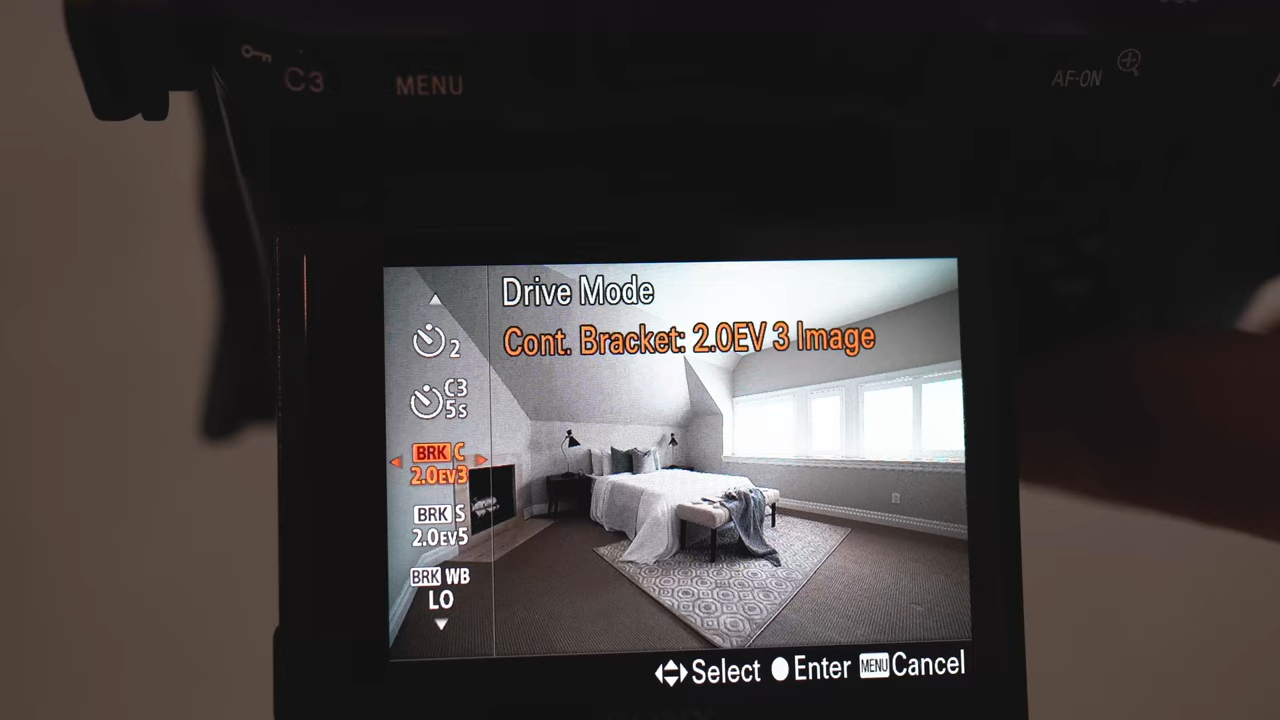 C3
MENU
AF-ON
Drive Mode
Cont. Bracket: 2.0EV 3 Image
2
C3
5s
BRK C
2.0EV3
BRK S
2.0EV5
BRK WB
LO
Select Enter MENU Cancel